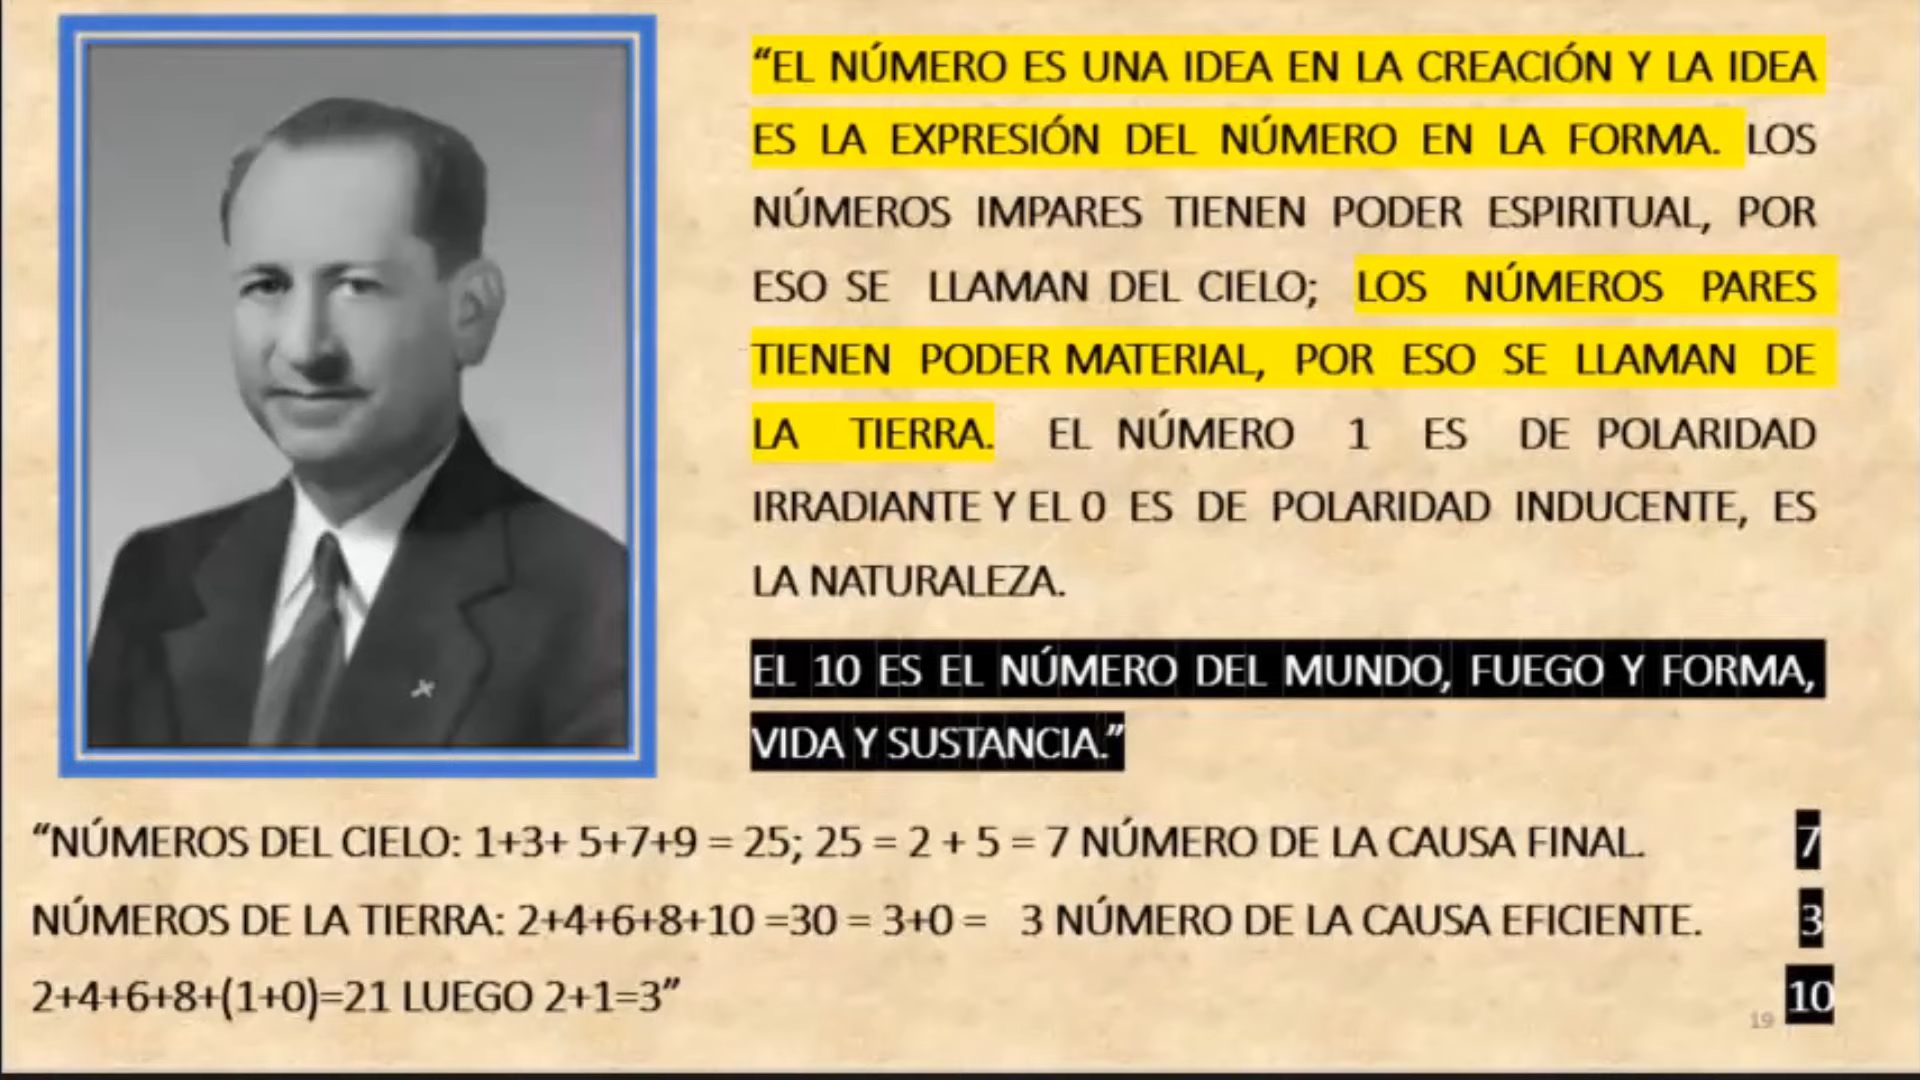 “EL NÚMERO ES UNA IDEA EN LA CREACIÓN Y LA IDEA
ES LA EXPRESIÓN DEL NÚMERO EN LA FORMA. LOS
NÚMEROS IMPARES TIENEN PODER ESPIRITUAL, POR
ESO SE LLAMAN DEL CIELO; LOS NÚMEROS PARES
TIENEN PODER MATERIAL, POR ESO SE LLAMAN DE
LA TIERRA. EL NÚMERO 1 ES DE POLARIDAD
IRRADIANTE Y EL 0 ES DE POLARIDAD INDUCENTE, ES
LA NATURALEZA.
EL 10 ES EL NÚMERO DEL MUNDO, FUEGO Y FORMA,
VIDA Y SUSTANCIA.”
“NÚMEROS DEL CIELO: 1+3+ 5+7+9 = 25; 25 = 2 + 5 = 7 NÚMERO DE LA CAUSA FINAL. 7
NÚMEROS DE LA TIERRA: 2+4+6+8+10 =30 = 3+0 = 3 NÚMERO DE LA CAUSA EFICIENTE. 3
2+4+6+8+(1+0)=21 LUEGO 2+1=3” 10
19